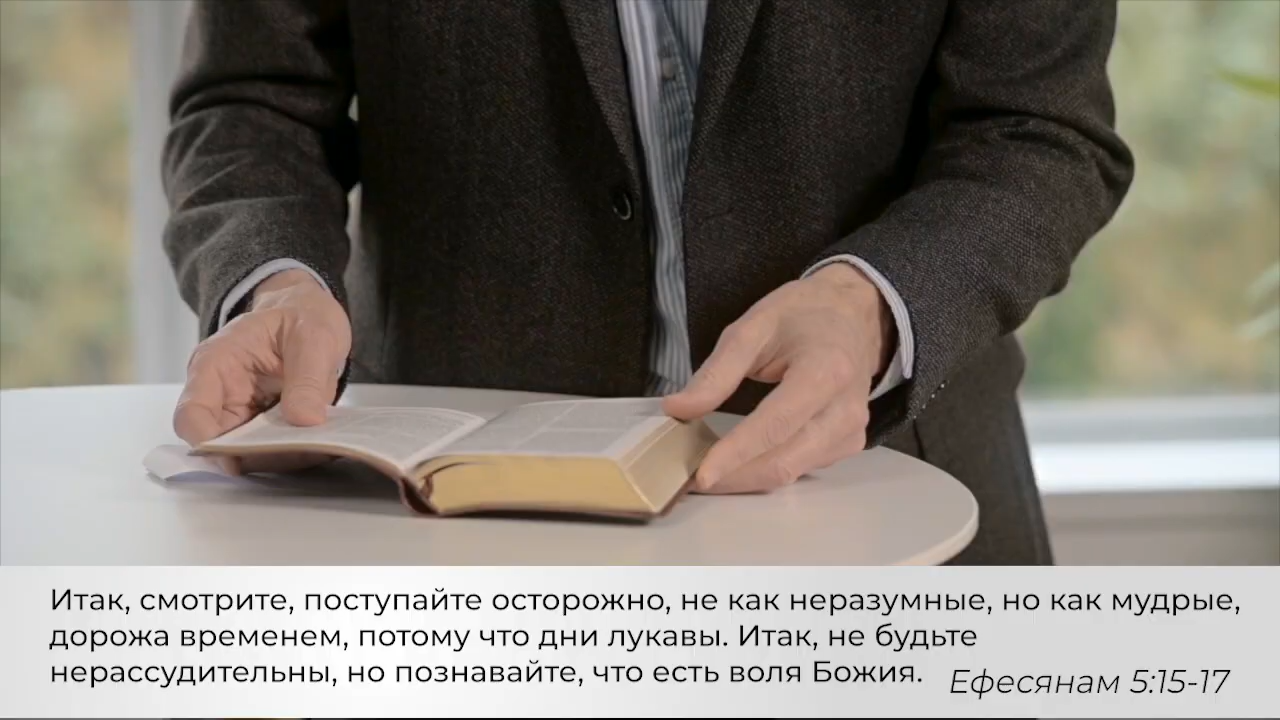 Итак, смотрите, поступайте осторожно, не как неразумные, но как мудрые,
дорожа временем, потому что дни лукавы. Итак, не будьте
нерассудительны, но познавайте, что есть воля Божия.
Ефесянам 5:15-17